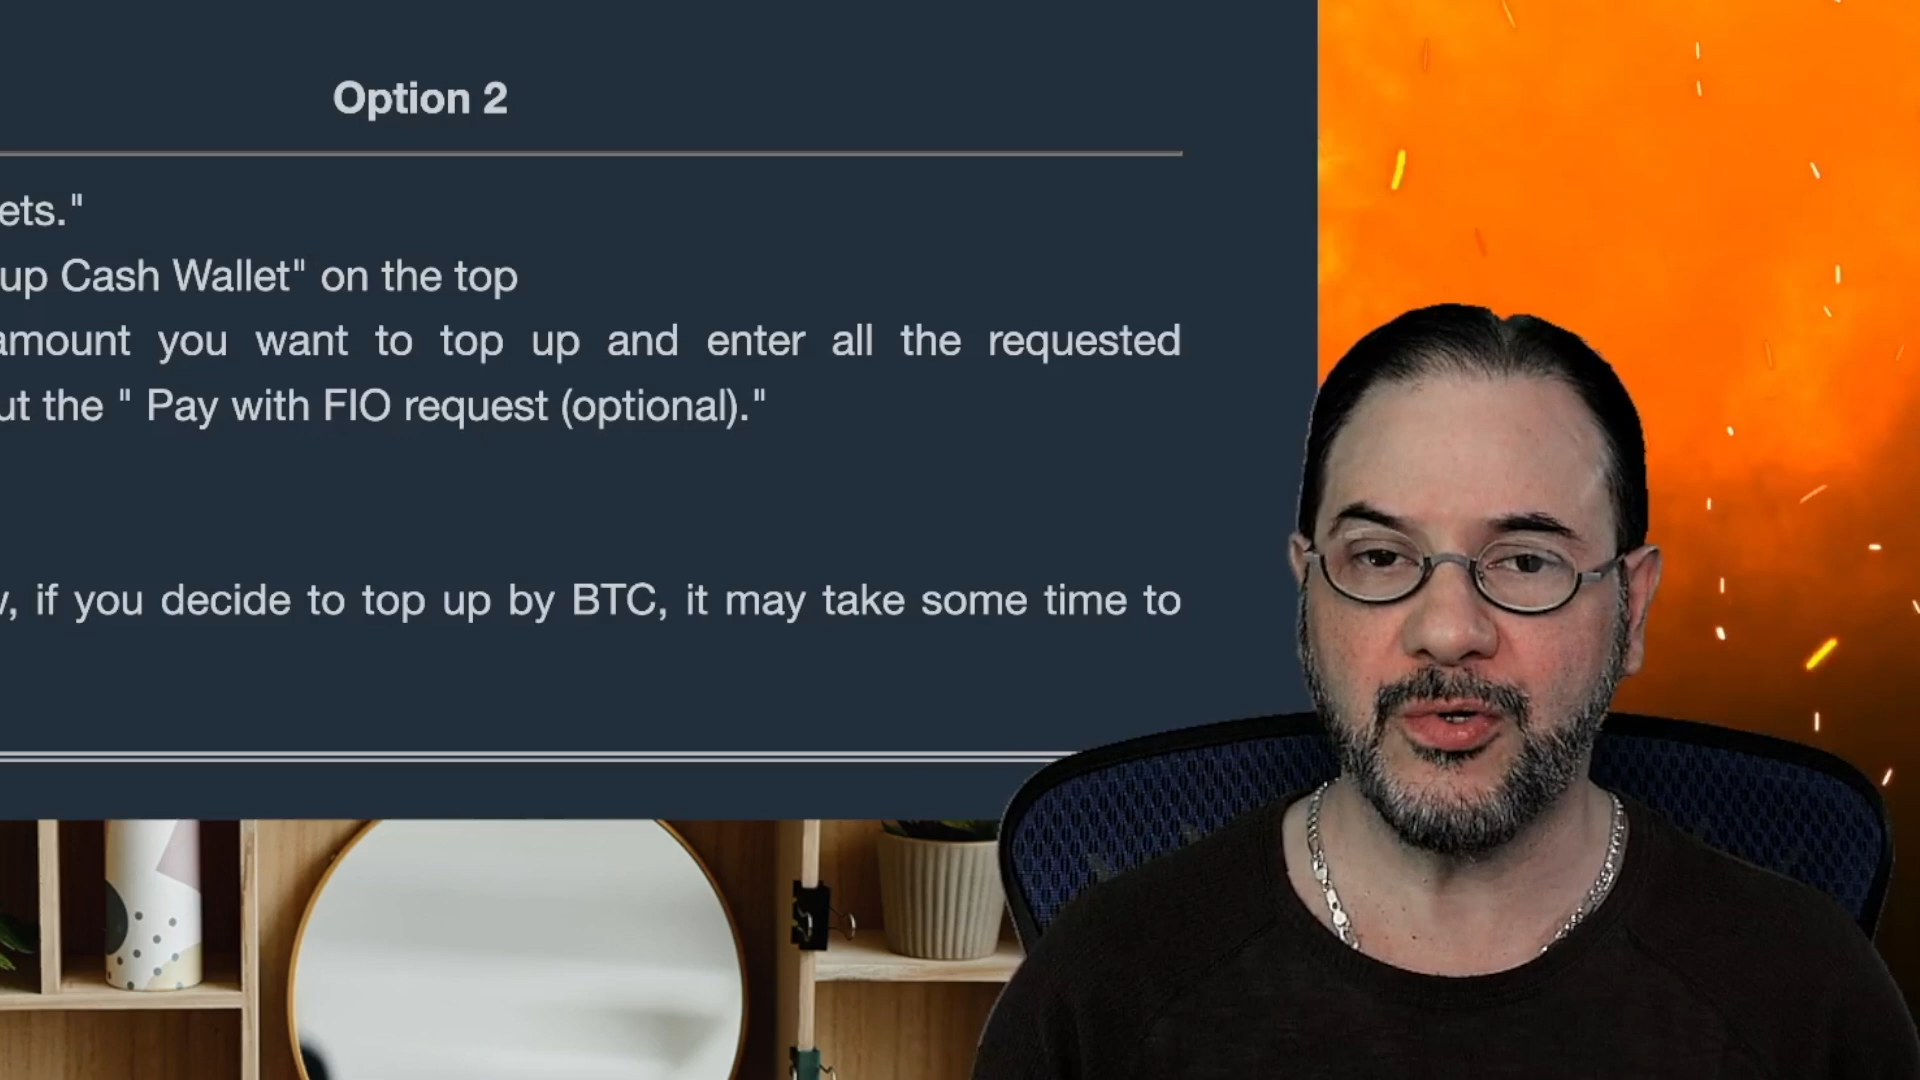 Option 2
ets."
up Cash Wallet" on the top
amount you want to top up and enter all the requested
ut the " Pay with FIO request (optional)."
, if you decide to top up by BTC, it may take some time to